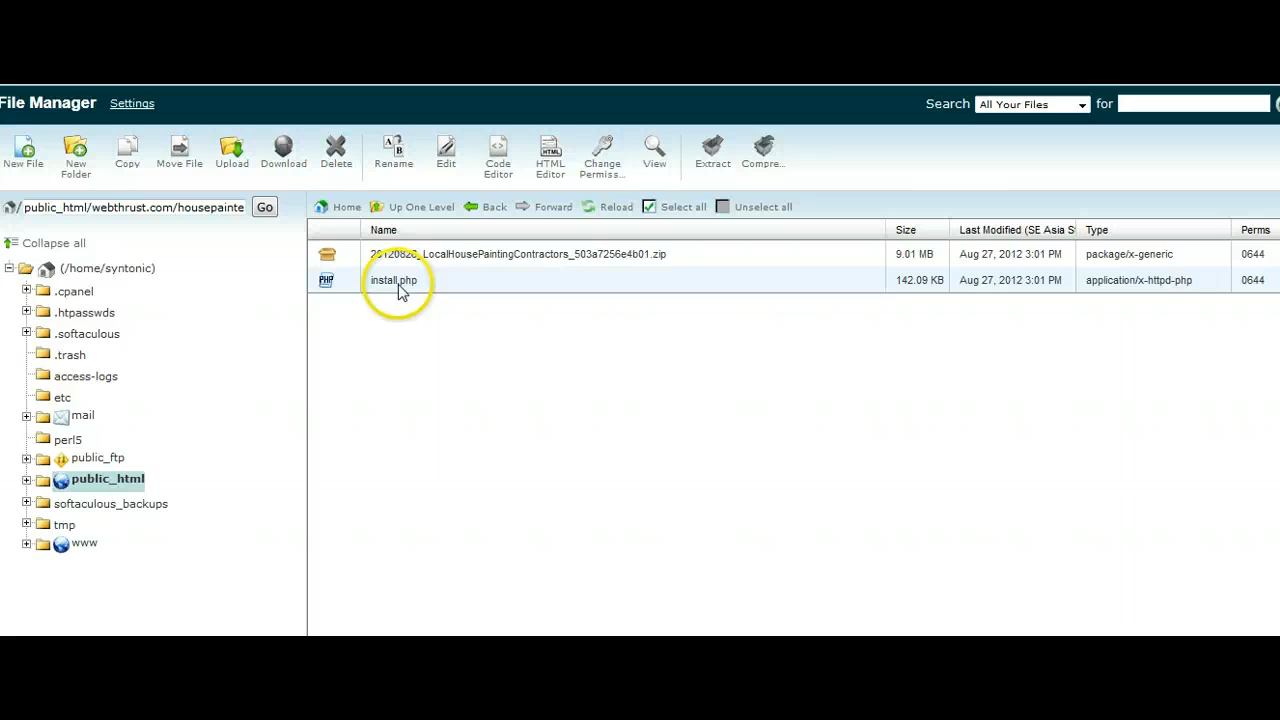 File Manager Settings Search All Your Files for
New File New Folder Copy Move File Upload Download Delete Rename Edit Code Editor HTML Editor Change Permiss... View Extract Compre...
/ public_html/webthrust.com/housepainte Go Home Up One Level Back Forward Reload Select all Unselect all
Collapse all
Name Size Last Modified (SE Asia S Type Perms
20120826_LocalHousePaintingContractors_503a7256e4b01.zip 9.01 MB Aug 27, 2012 3:01 PM package/x-generic 0644
PHP install.php 142.09 KB Aug 27, 2012 3:01 PM application/x-httpd-php 0644
(/home/syntonic)
.cpanel
.htpasswds
.softaculous
.trash
access-logs
etc
mail
perl5
public_ftp
public_html
softaculous_backups
tmp
www